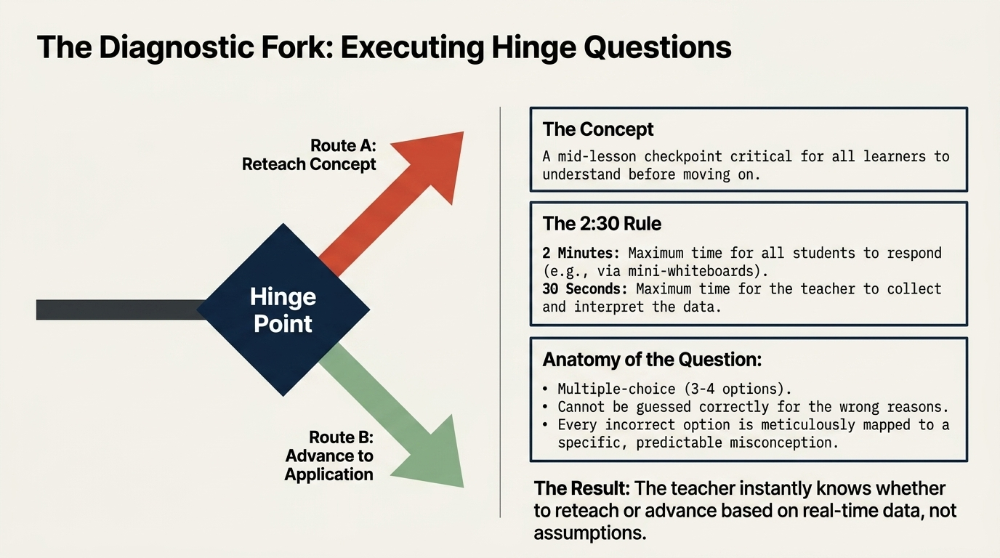 The Diagnostic Fork: Executing Hinge Questions
Route A:
Reteach Concept
Hinge
Point
Route B:
Advance to
Application
The Concept
A mid-lesson checkpoint critical for all learners to
understand before moving on.
The 2:30 Rule
2 Minutes: Maximum time for all students to respond
(e.g., via mini-whiteboards).
30 Seconds: Maximum time for the teacher to collect
and interpret the data.
Anatomy of the Question:
• Multiple-choice (3-4 options).
• Cannot be guessed correctly for the wrong reasons.
• Every incorrect option is meticulously mapped to a
specific, predictable misconception.
The Result: The teacher instantly knows whether
to reteach or advance based on real-time data, not
assumptions.